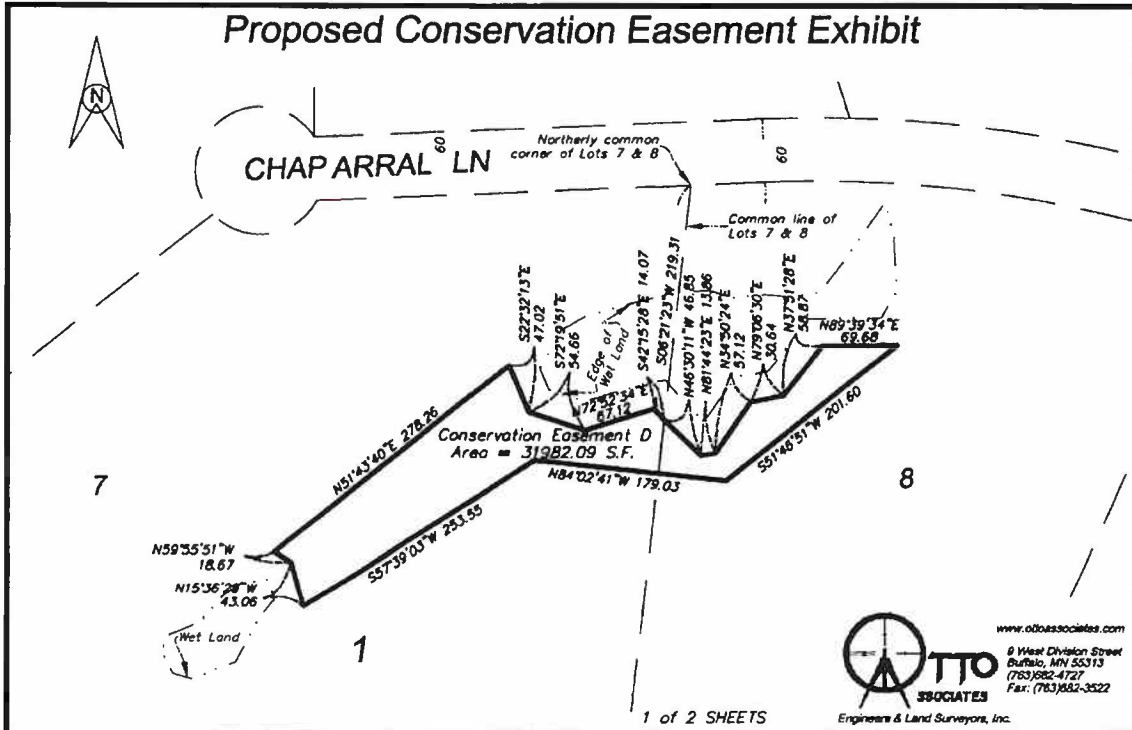 Proposed Conservation Easement Exhibit
N
CHAPARRAL LN
60
Northerly common
corner of Lots 7 & 8
60
Common line of
Lots 7 & 8
S22°32'13"E
47.02
S72°19'51"E
54.66
Edge of
Wet Land
N72°52'34"E
67.12
S42°15'28"E 14.07
S06°21'23"W 219.31
N46°30'11"W 46.85
N81°44'23"E 13.86
N34°50'24"E
57.12
N79°06'30"E
30.64
N37°51'28"E
58.87
N89°39'34"E
69.68
Conservation Easement D
Area = 31982.09 S.F.
N51°43'40"E 278.26
S51°46'51"W 201.60
N84°02'41"W 179.03
S57°39'03"W 253.55
7
8
N59°55'51"W
18.67
N15°36'28"W
43.06
Wet Land
1
1 of 2 SHEETS
www.ottoassociates.com
9 West Division Street
Buffalo, MN 55313
(763)682-4727
Fax: (763)682-3522
OTTO
ASSOCIATES
Engineers & Land Surveyors, Inc.